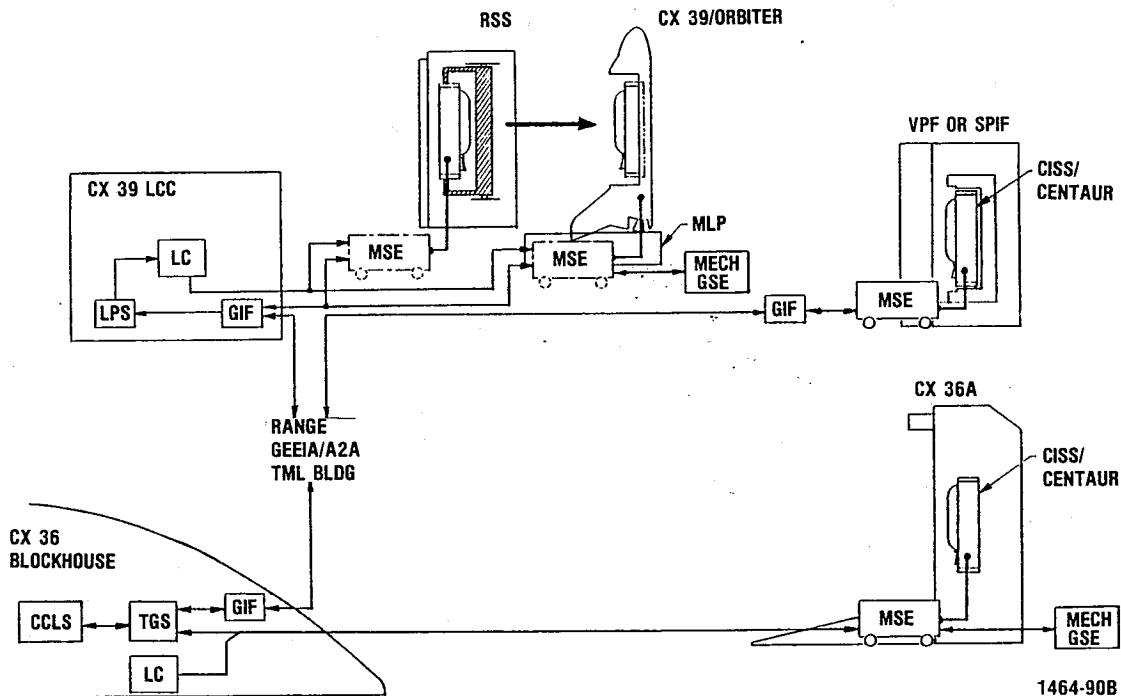 RSS
CX 39/ORBITER
VPF OR SPIF
CISS/
CENTAUR
CX 39 LCC
LC
LPS
GIF
MSE
MSE
MLP
MECH
GSE
GIF
MSE
RANGE
GEEIA/A2A
TML BLDG
CX 36A
CISS/
CENTAUR
CX 36
BLOCKHOUSE
CCLS
TGS
GIF
LC
MSE
MECH
GSE
1464-90B